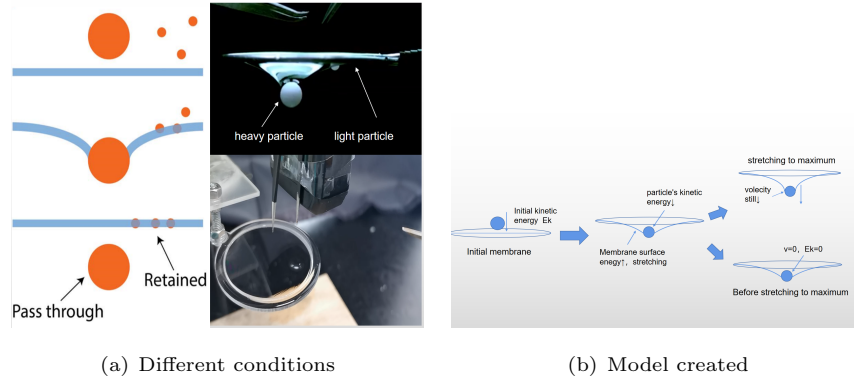 Retained
Pass through
heavy particle
light particle
Initial kinetic
energy Ek
Initial membrane
particle's kinetic
energy↓
Membrane surface
enegy↑, stretching
stretching to maximum
volecity
still↓
v=0, Ek=0
Before stretching to maximum
(a) Different conditions
(b) Model created